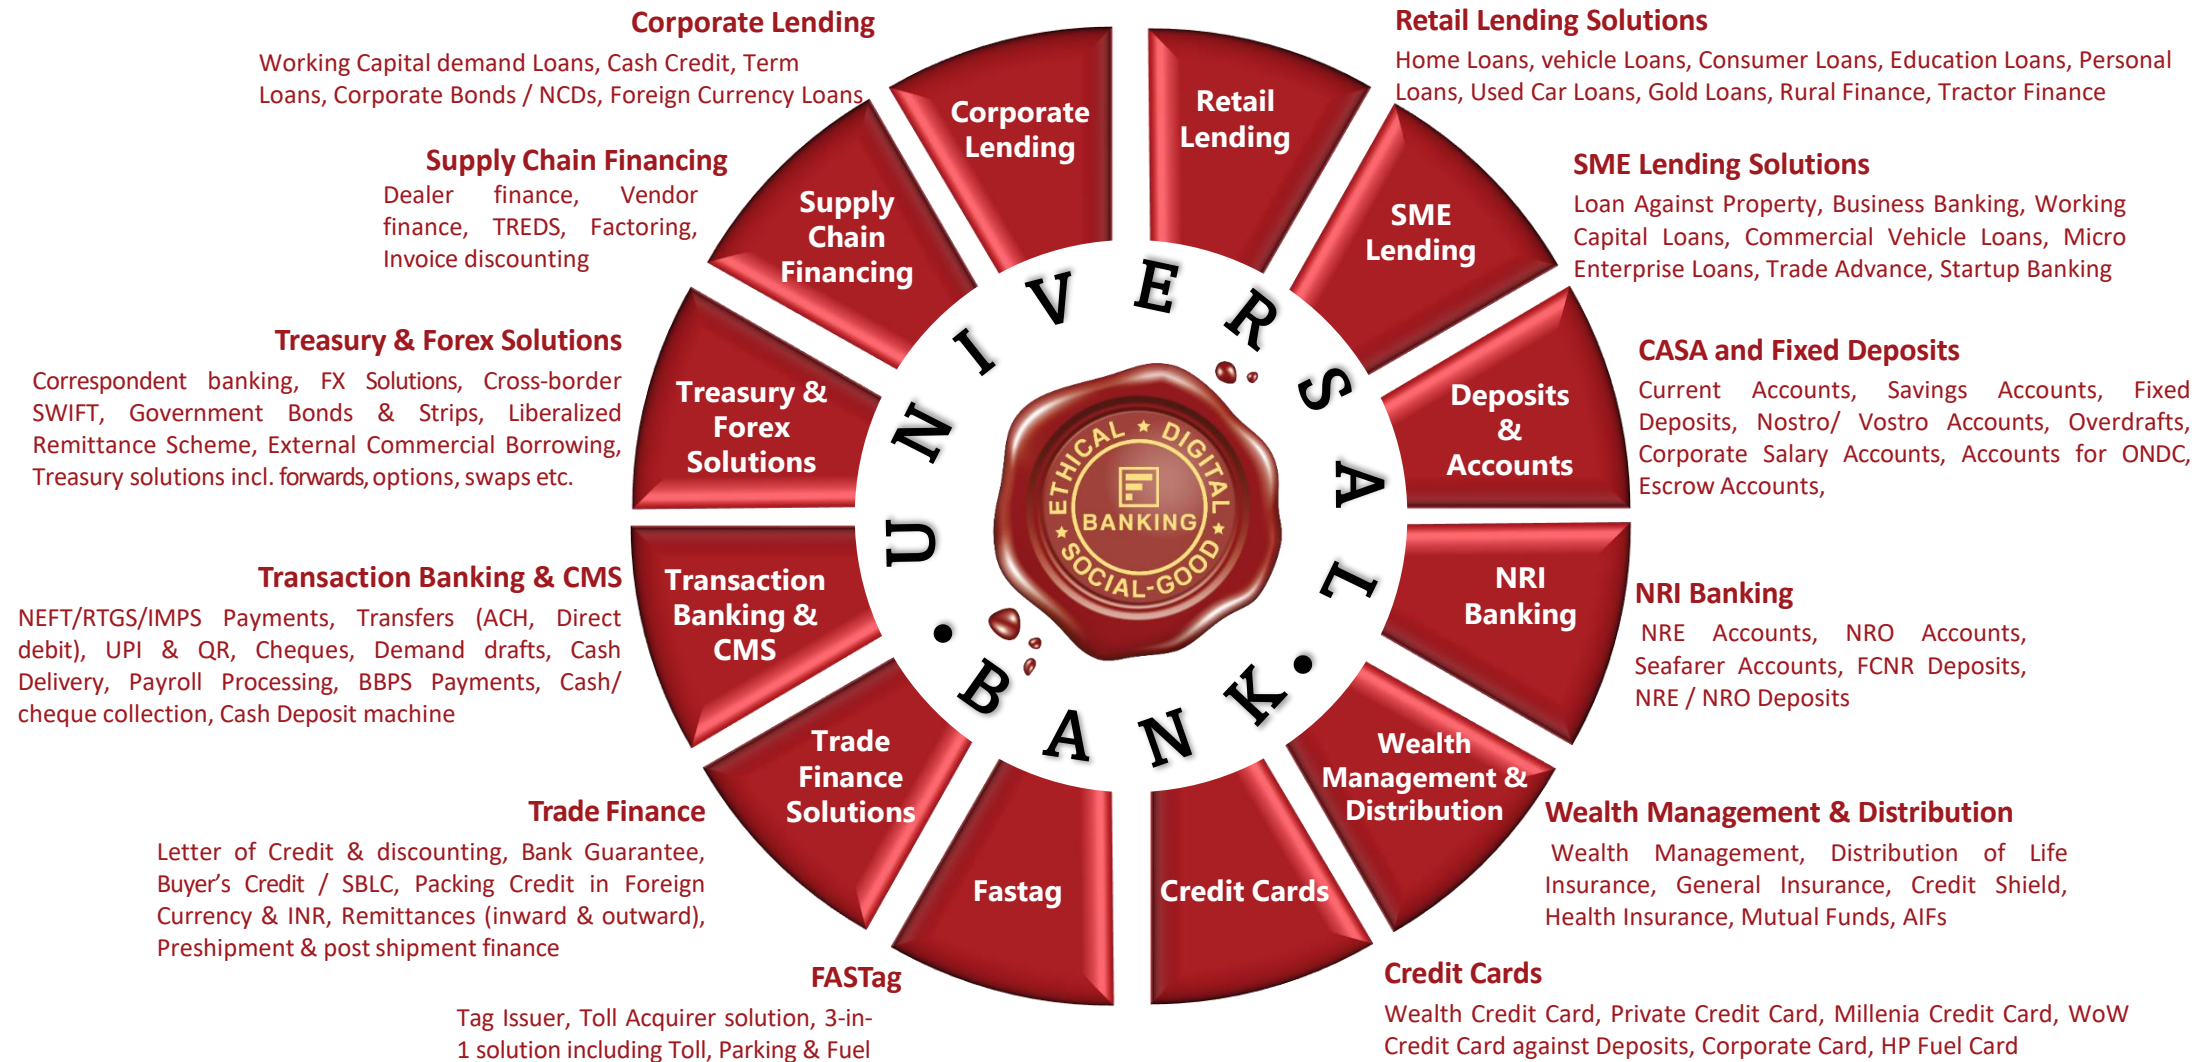 Corporate Lending
Working Capital demand Loans, Cash Credit, Term
Loans, Corporate Bonds / NCDs, Foreign Currency Loans
Supply Chain Financing
Dealer finance, Vendor
finance, TREDS, Factoring,
Invoice discounting
Treasury & Forex Solutions
Correspondent banking, FX Solutions, Cross-border
SWIFT, Government Bonds & Strips, Liberalized
Remittance Scheme, External Commercial Borrowing,
Treasury solutions incl. forwards, options, swaps etc.
Transaction Banking & CMS
NEFT/RTGS/IMPS Payments, Transfers (ACH, Direct
debit), UPI & QR, Cheques, Demand drafts, Cash
Delivery, Payroll Processing, BBPS Payments, Cash/
cheque collection, Cash Deposit machine
Trade Finance
Letter of Credit & discounting, Bank Guarantee,
Buyer's Credit / SBLC, Packing Credit in Foreign
Currency & INR, Remittances (inward & outward),
Preshipment & post shipment finance
FASTag
Tag Issuer, Toll Acquirer solution, 3-in-
1 solution including Toll, Parking & Fuel
Corporate
Lending
Retail
Lending
Supply
Chain
Financing
SME
Lending
Treasury &
Forex
Solutions
Deposits
&
Accounts
Transaction
Banking &
CMS
NRI
Banking
Trade
Finance
Solutions
Wealth
Management &
Distribution
Fastag
Credit Cards
UNIVERSAL
• BANK •
ETHICAL ★ DIGITAL
BANKING
★ SOCIAL-GOOD ★
Retail Lending Solutions
Home Loans, vehicle Loans, Consumer Loans, Education Loans, Personal
Loans, Used Car Loans, Gold Loans, Rural Finance, Tractor Finance
SME Lending Solutions
Loan Against Property, Business Banking, Working
Capital Loans, Commercial Vehicle Loans, Micro
Enterprise Loans, Trade Advance, Startup Banking
CASA and Fixed Deposits
Current Accounts, Savings Accounts, Fixed
Deposits, Nostro/ Vostro Accounts, Overdrafts,
Corporate Salary Accounts, Accounts for ONDC,
Escrow Accounts,
NRI Banking
NRE Accounts, NRO Accounts,
Seafarer Accounts, FCNR Deposits,
NRE / NRO Deposits
Wealth Management & Distribution
Wealth Management, Distribution of Life
Insurance, General Insurance, Credit Shield,
Health Insurance, Mutual Funds, AIFs
Credit Cards
Wealth Credit Card, Private Credit Card, Millenia Credit Card, WoW
Credit Card against Deposits, Corporate Card, HP Fuel Card